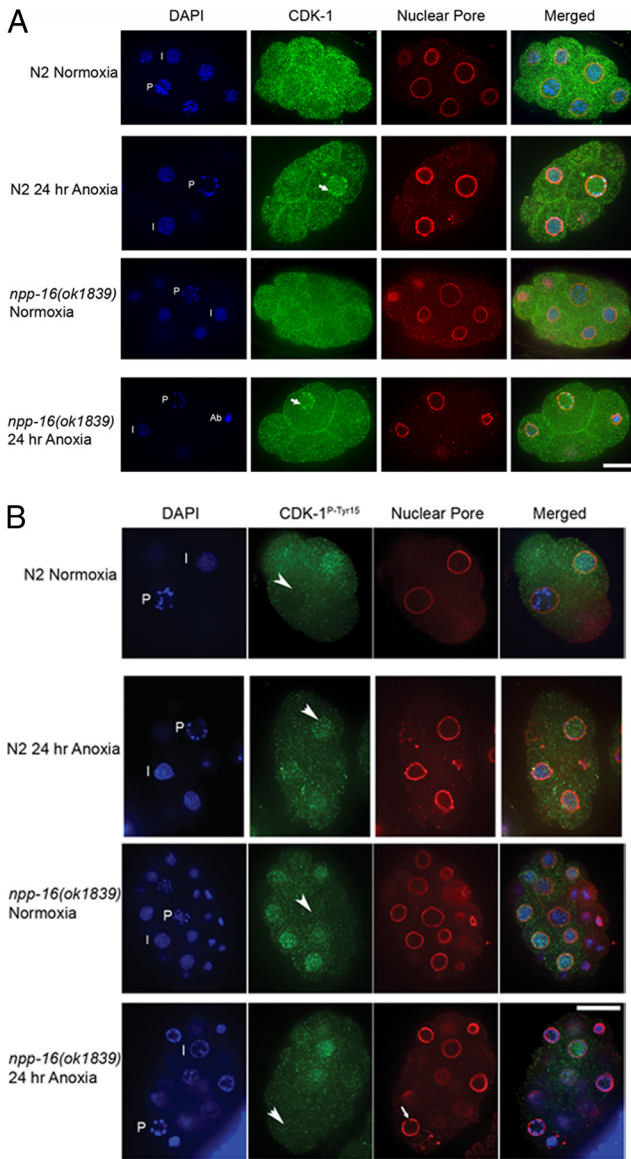 A
DAPI CDK-1 Nuclear Pore Merged
N2 Normoxia
I
P
N2 24 hr Anoxia
P
I
npp-16(ok1839)
Normoxia
P
I
npp-16(ok1839)
24 hr Anoxia
P
Ab
I
B
DAPI CDK-1P-Tyr15 Nuclear Pore Merged
N2 Normoxia
I
P
N2 24 hr Anoxia
P
I
npp-16(ok1839)
Normoxia
P
I
npp-16(ok1839)
24 hr Anoxia
I
P